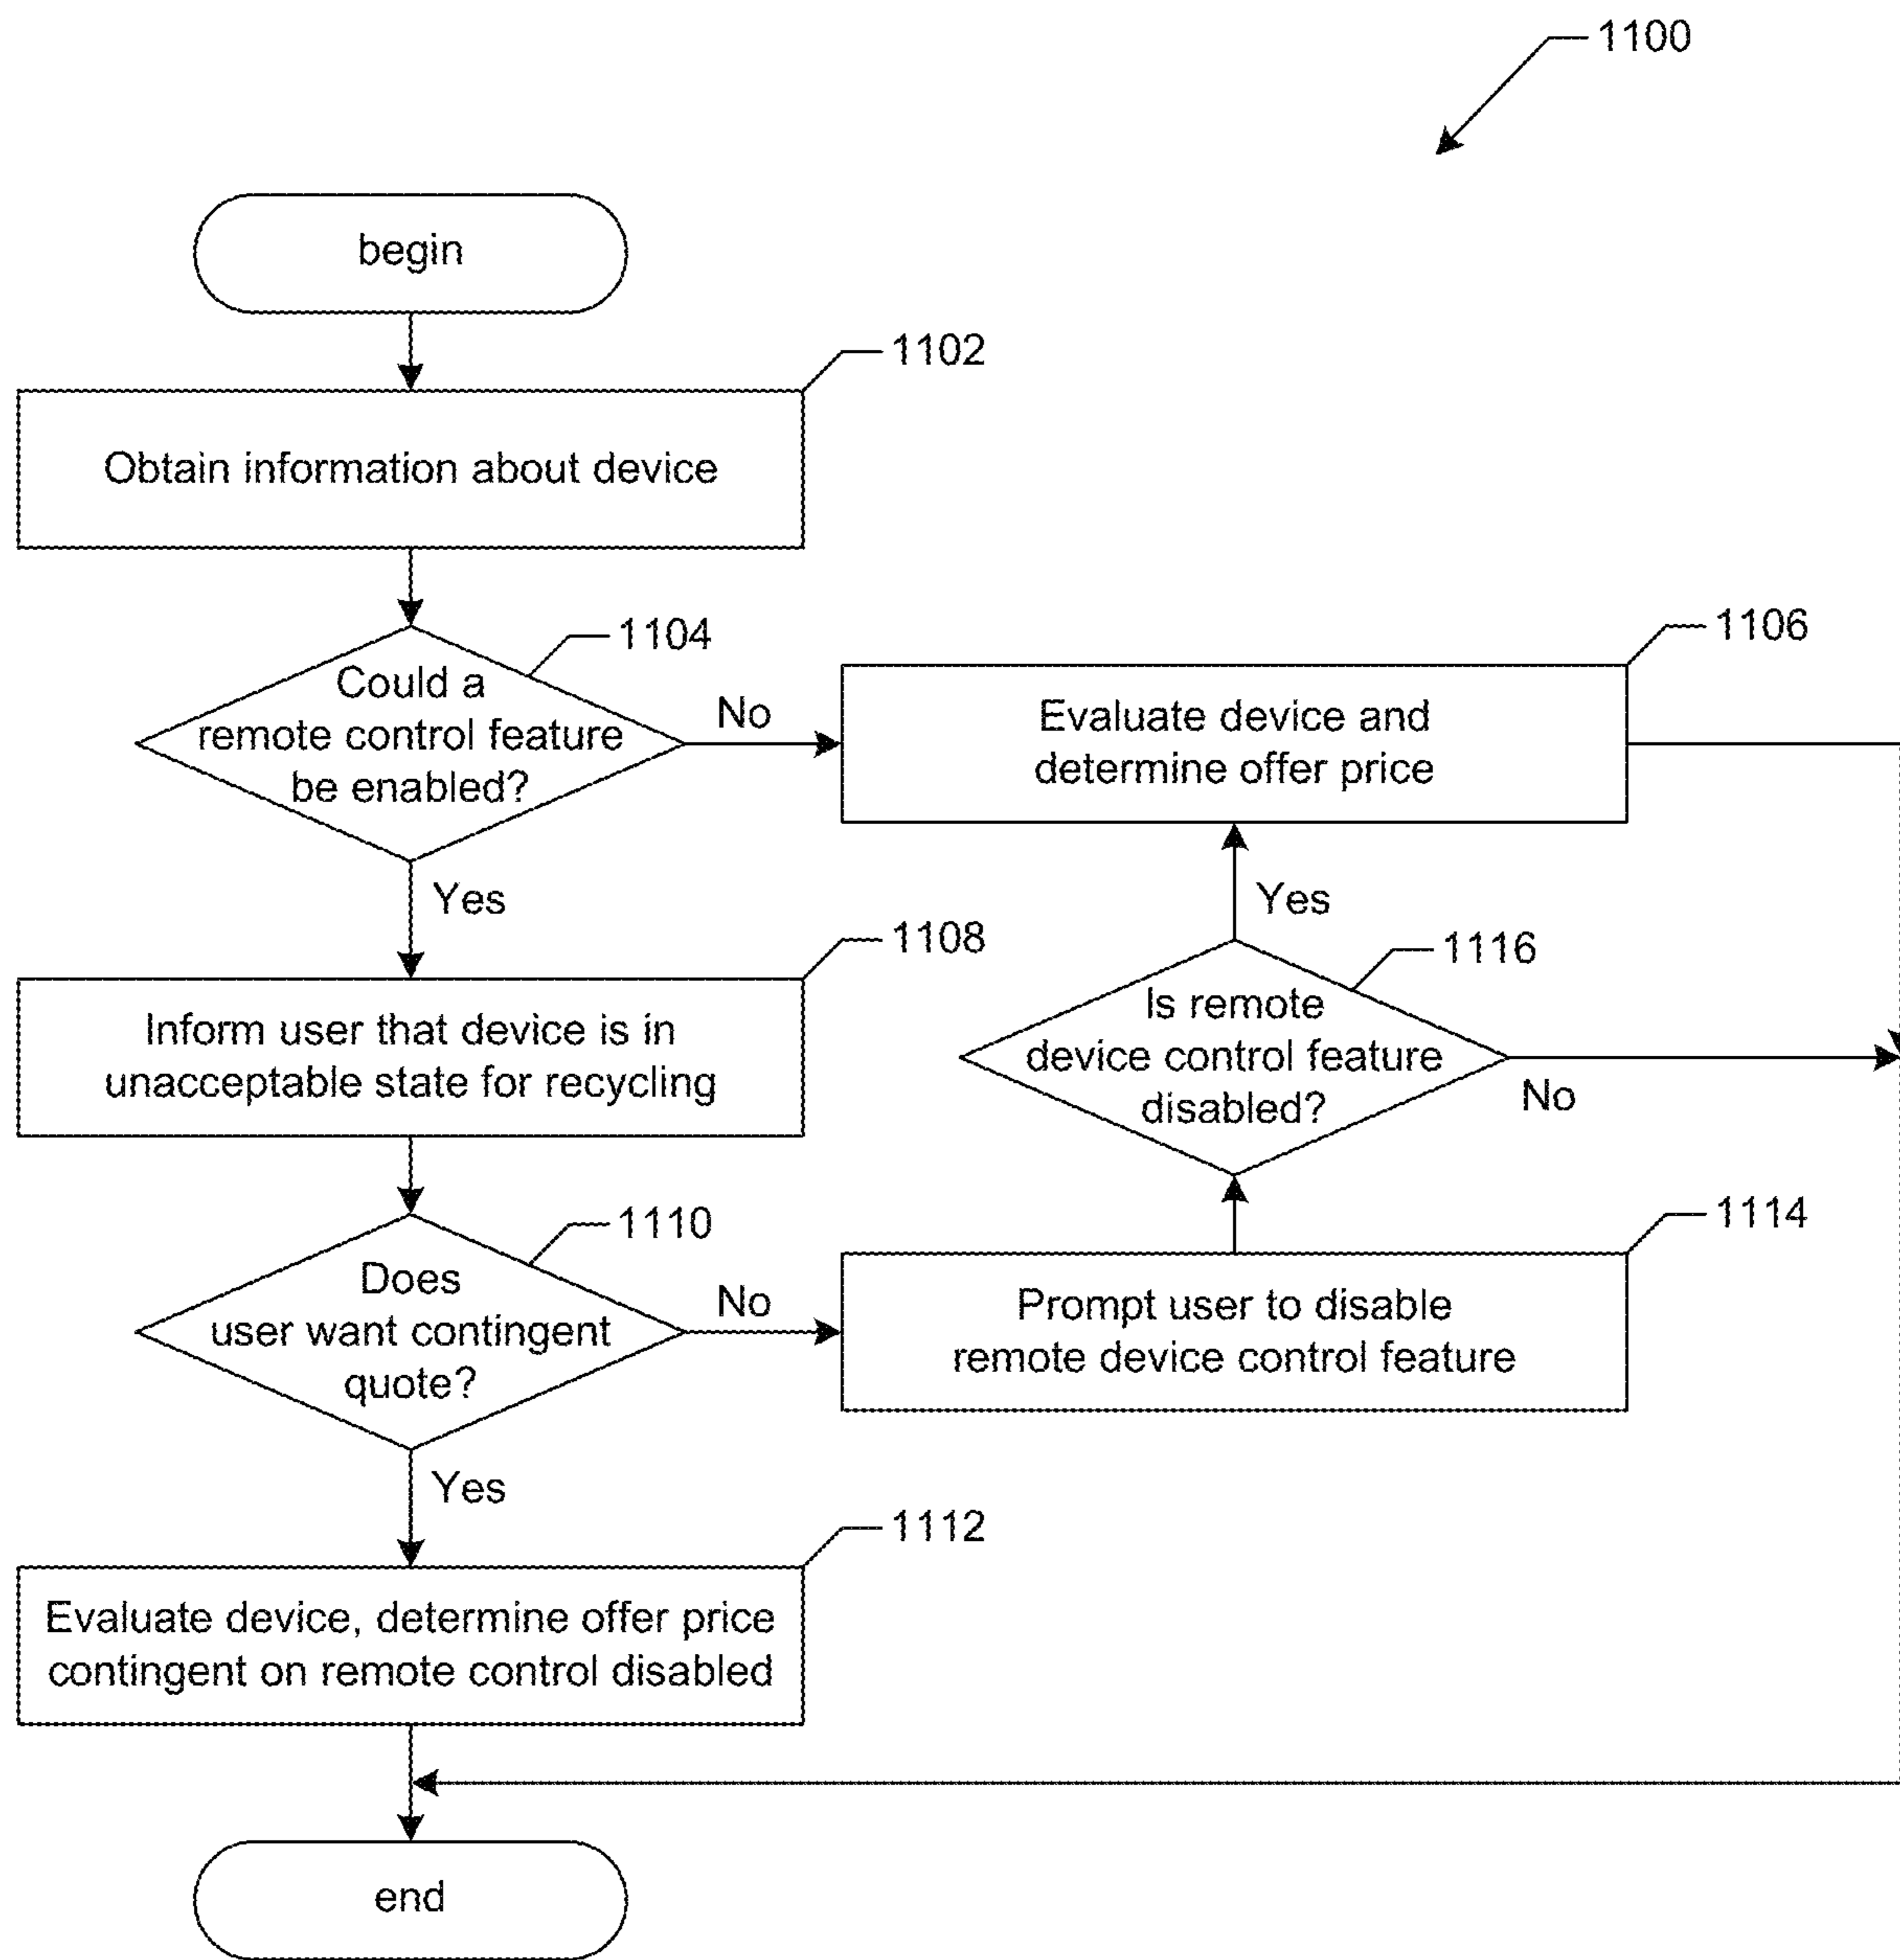 1100
begin
1102
Obtain information about device
1104
Could a
remote control feature
be enabled?
No
1106
Evaluate device and
determine offer price
Yes
1108
Inform user that device is in
unacceptable state for recycling
Yes
1116
Is remote
device control feature
disabled?
No
1110
Does
user want contingent
quote?
No
1114
Prompt user to disable
remote device control feature
Yes
1112
Evaluate device, determine offer price
contingent on remote control disabled
end